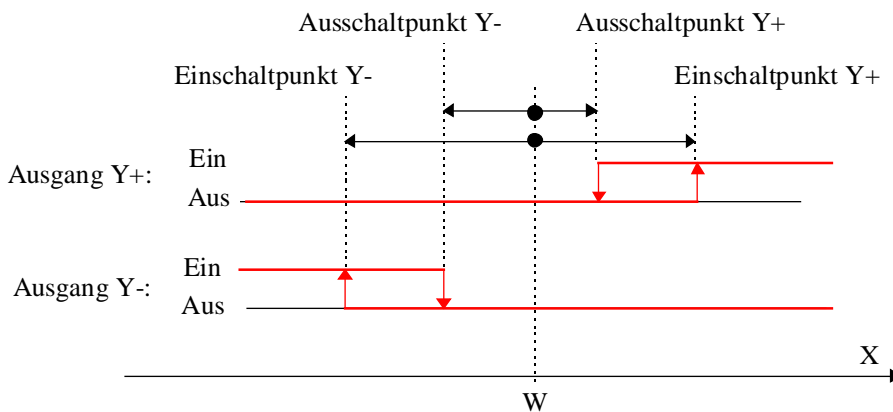 Ausschaltpunkt Y- Ausschaltpunkt Y+
Einschaltpunkt Y- Einschaltpunkt Y+
Ein
Ausgang Y+:
Aus
Ein
Ausgang Y-:
Aus
X
W